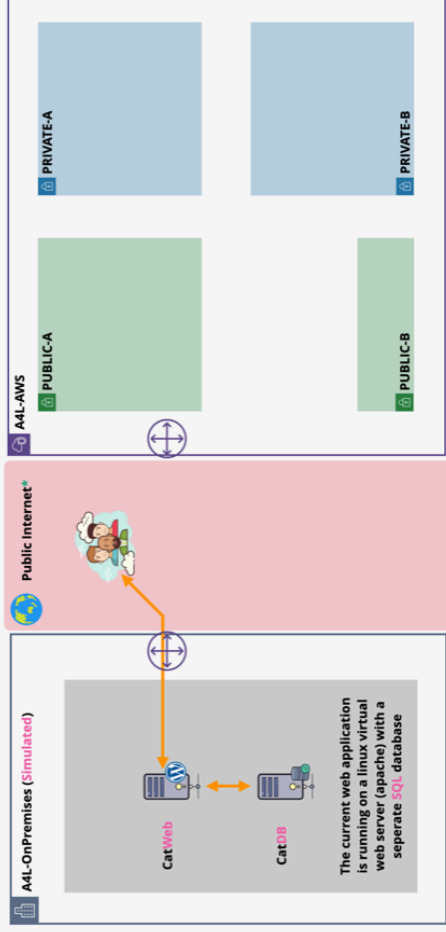 A4L-OnPremises (Simulated)
CatWeb
CatDB
The current web application
is running on a linux virtual
web server (apache) with a
seperate SQL database
Public Internet*
A4L-AWS
PUBLIC-A
PRIVATE-A
PUBLIC-B
PRIVATE-B